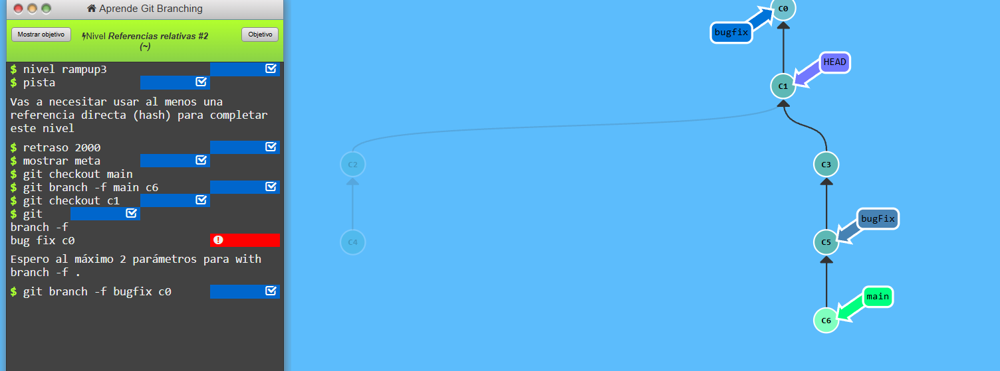 Aprende Git Branching
Mostrar objetivo
Nivel Referencias relativas #2
(~)
Objetivo
$ nivel rampup3
$ pista
Vas a necesitar usar al menos una
referencia directa (hash) para completar
este nivel
$ retraso 2000
$ mostrar meta
$ git checkout main
$ git branch -f main c6
$ git checkout c1
$ git
branch -f
bug fix c0
Espero al máximo 2 parámetros para with
branch -f .
$ git branch -f bugfix c0
C0
bugfix
HEAD
C1
C2
C3
bugFix
C4
C5
main
C6